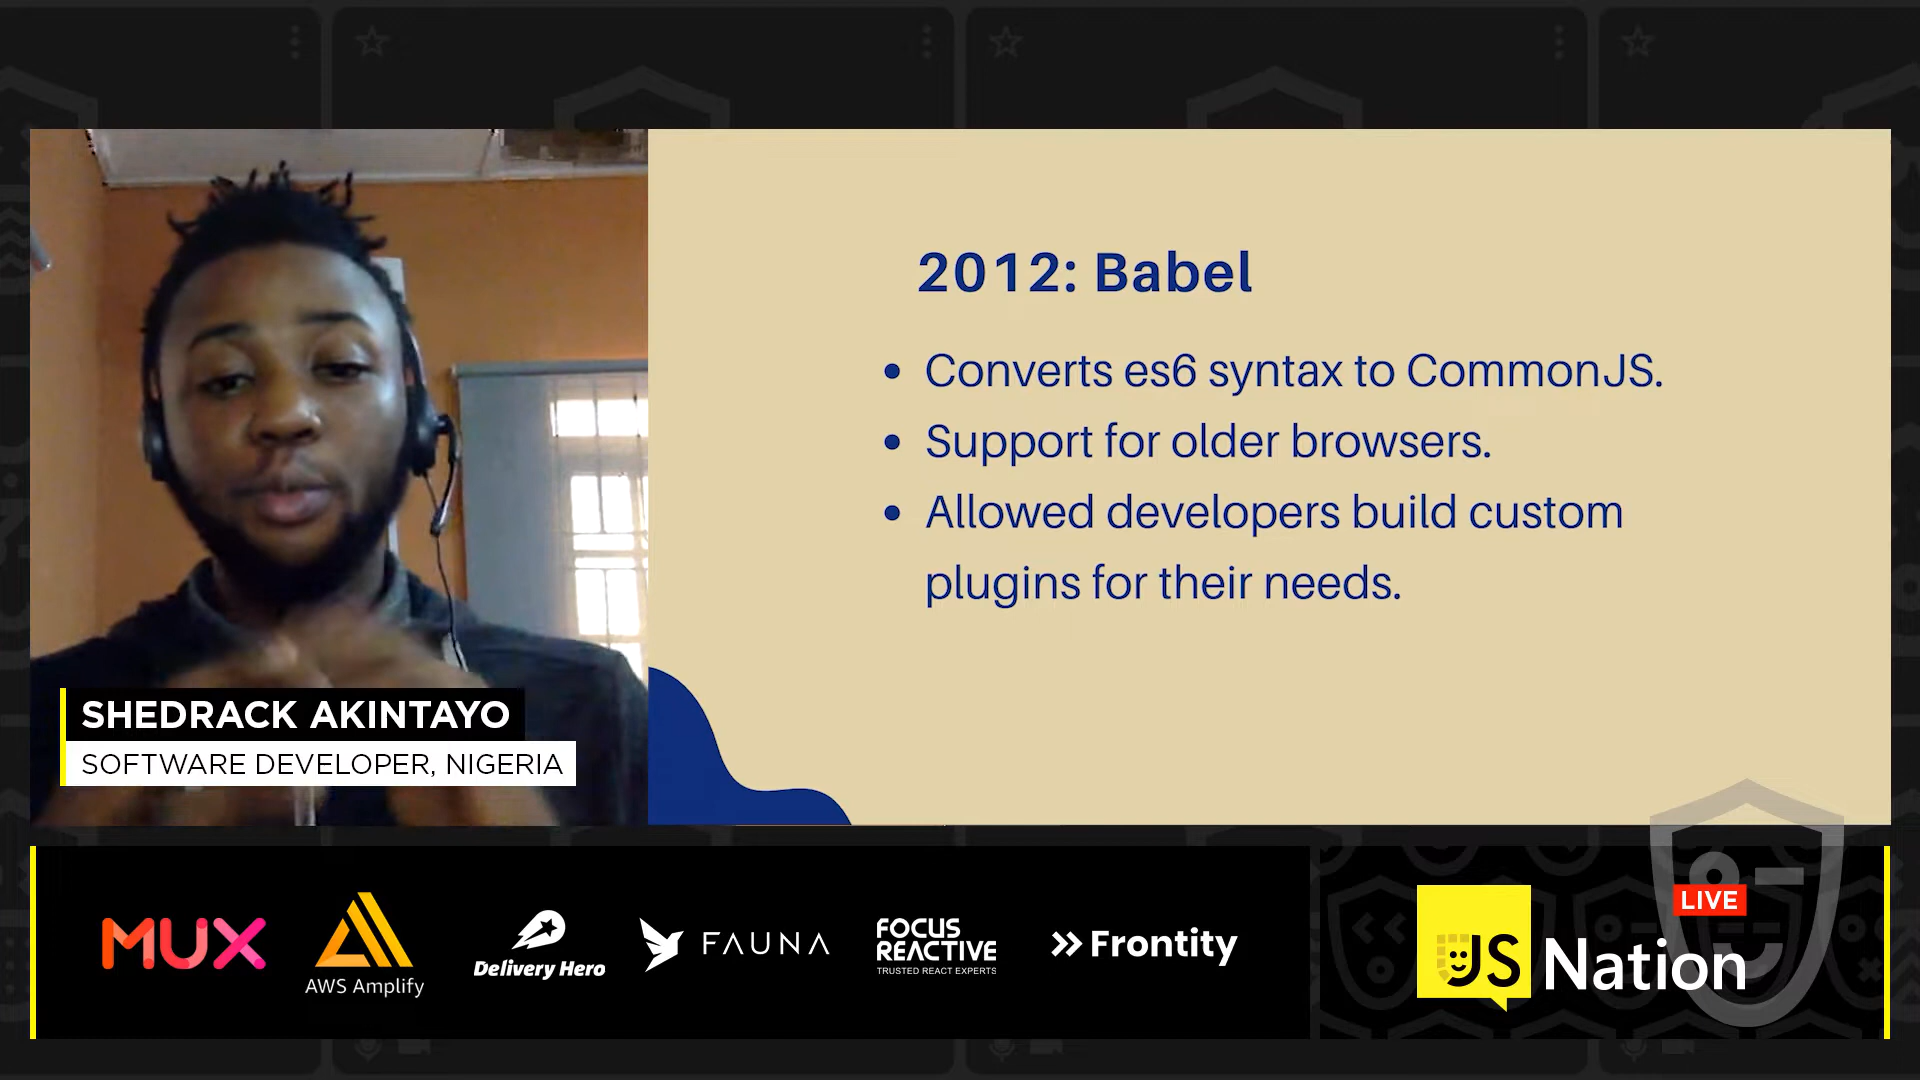 2012: Babel
• Converts es6 syntax to CommonJS.
• Support for older browsers.
• Allowed developers build custom
plugins for their needs.
SHEDRACK AKINTAYO
SOFTWARE DEVELOPER, NIGERIA
MUX
AWS Amplify
Delivery Hero
FAUNA
FOCUS
REACTIVE
TRUSTED REACT EXPERTS
Frontity
LIVE
JS Nation